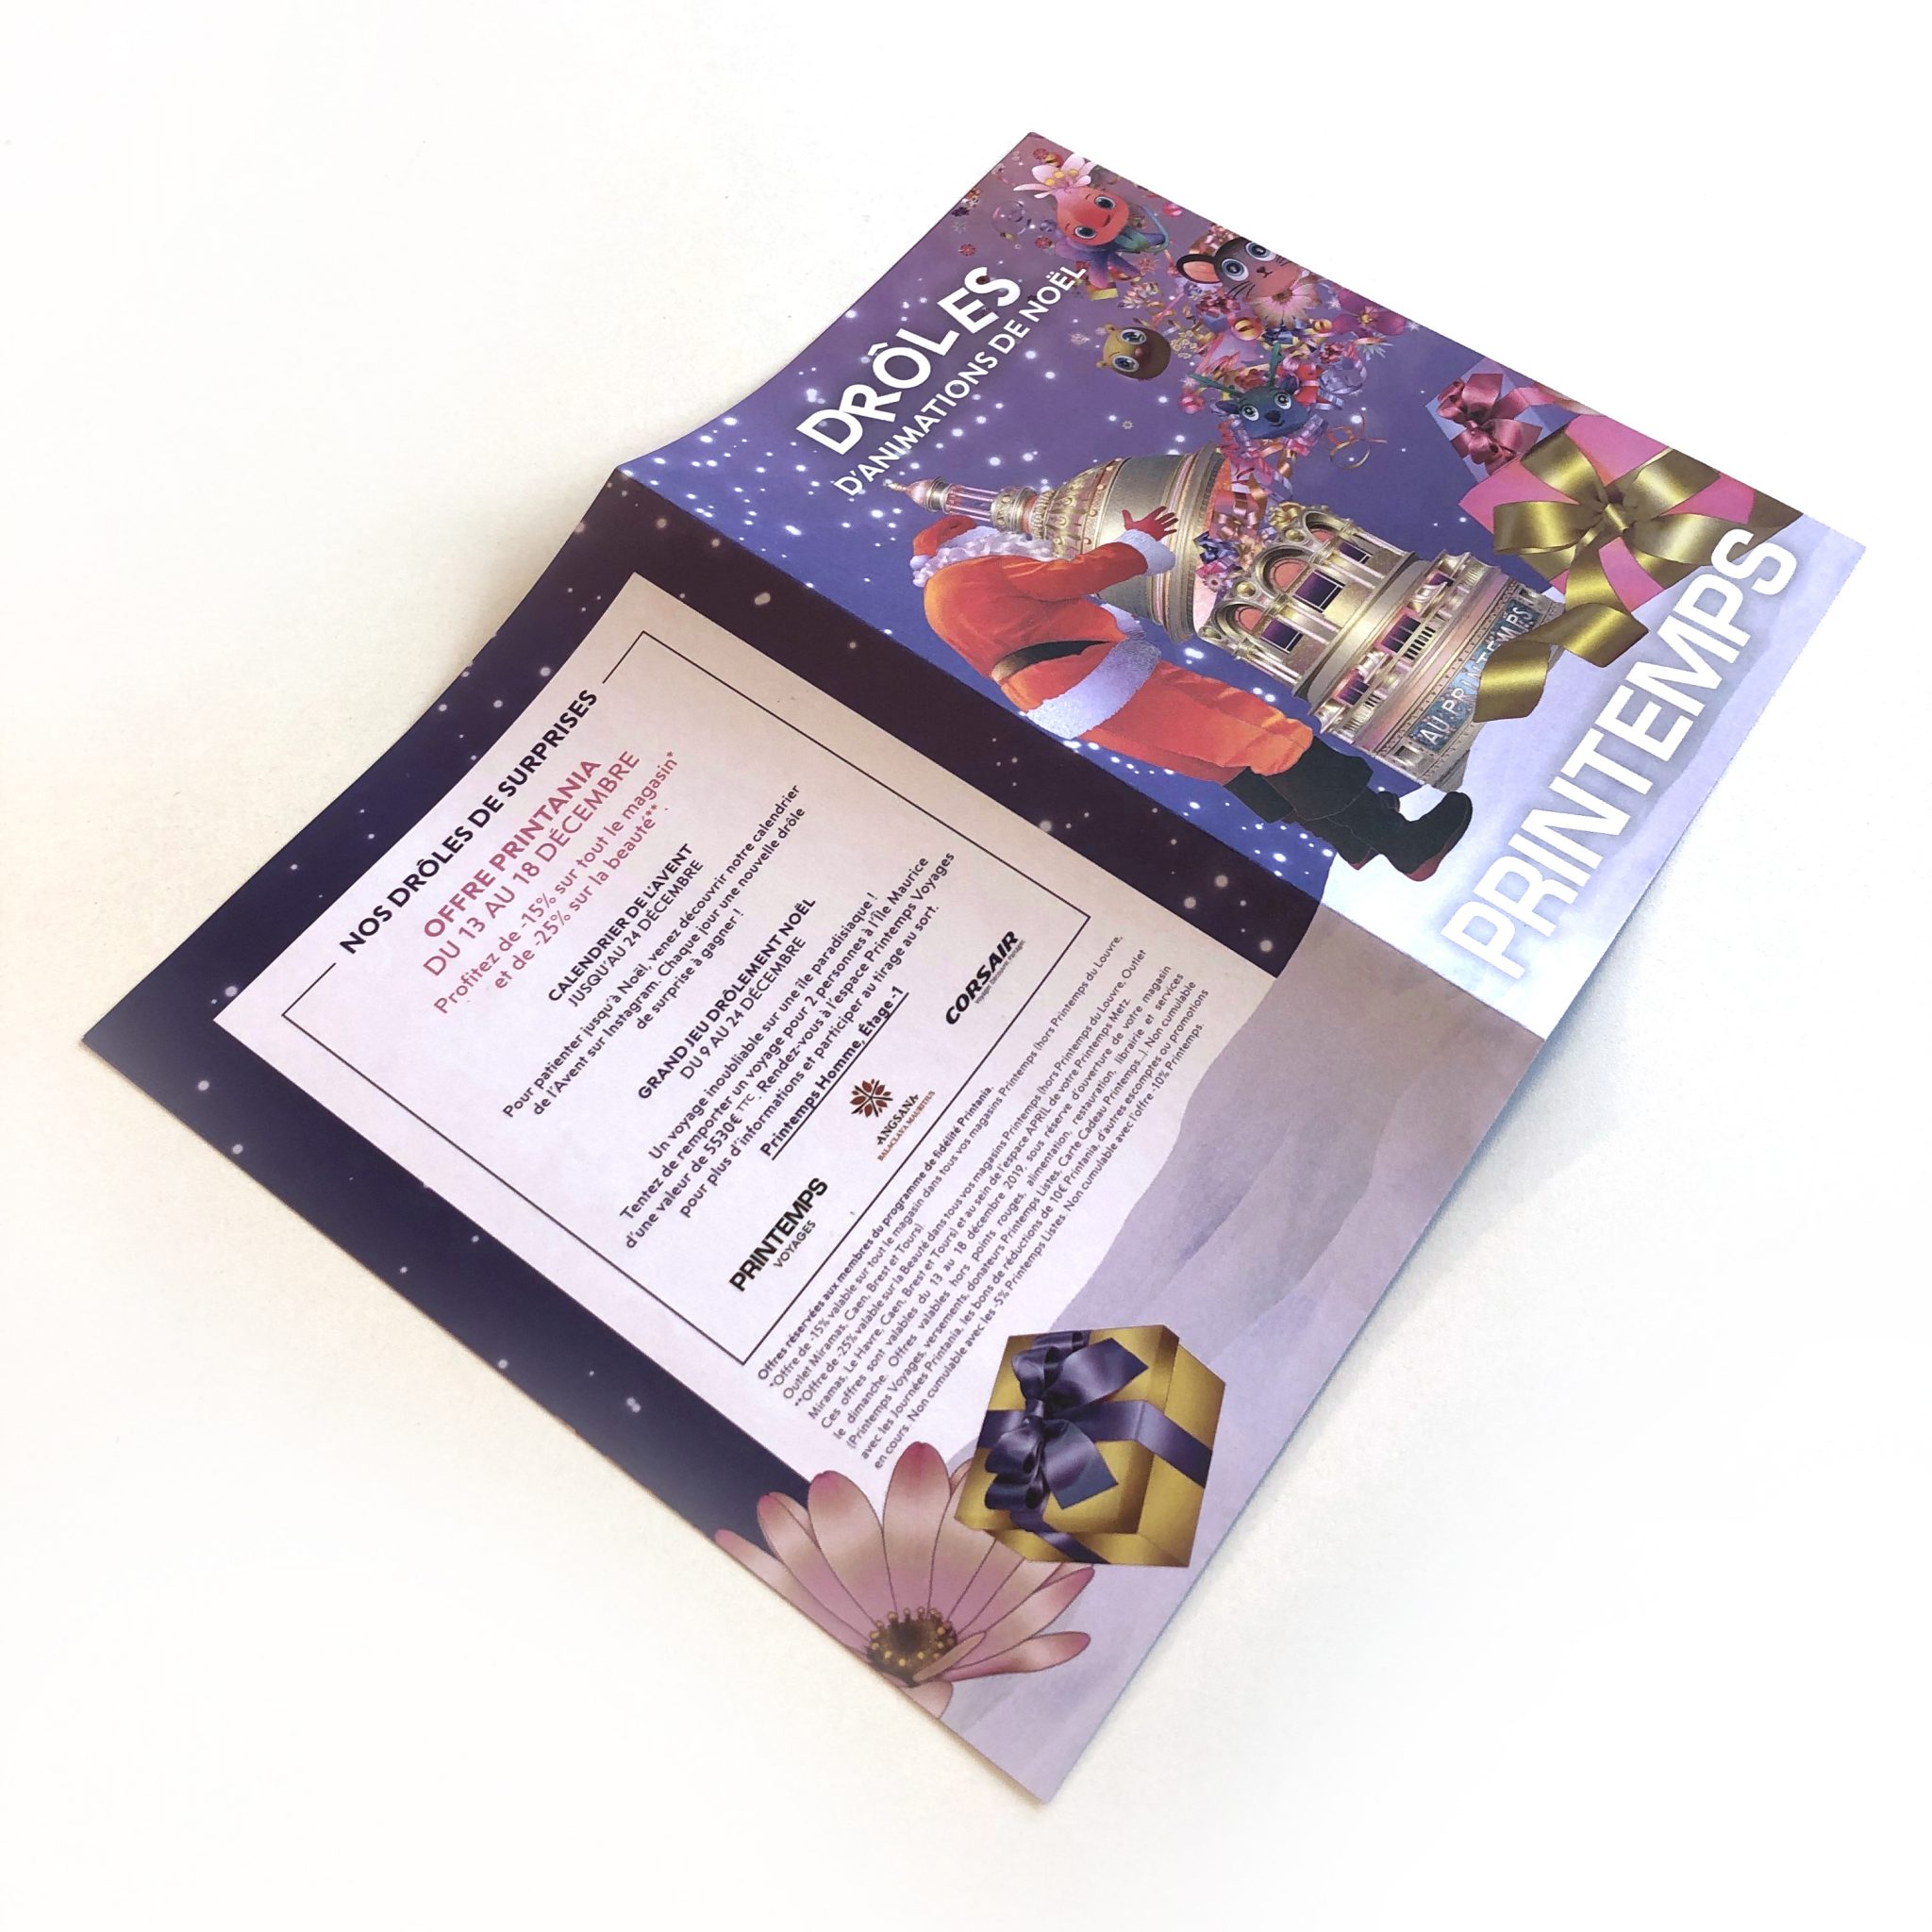 DRÔLES
D'ANIMATIONS DE NOËL
AU PRINTEMPS
PRINTEMPS
NOS DRÔLES DE SURPRISES
OFFRE PRINTANIA
DU 13 AU 18 DÉCEMBRE
Profitez de -15% sur tout le magasin*
et de -25% sur la beauté**.
CALENDRIER DE L'AVENT
JUSQU'AU 24 DÉCEMBRE
Pour patienter jusqu'à Noël, venez découvrir notre calendrier
de l'Avent sur Instagram. Chaque jour une nouvelle drôle
de surprise à gagner !
GRAND JEU DRÔLEMENT NOËL
DU 9 AU 24 DÉCEMBRE
Un voyage inoubliable sur une île paradisiaque !
Tentez de remporter un voyage pour 2 personnes à l'Île Maurice
d'une valeur de 5530€ TTC. Rendez-vous à l'espace Printemps Voyages
pour plus d'informations et participer au tirage au sort.
Printemps Homme, Étage -1
PRINTEMPS
VOYAGES
ANGSANA
BALACLAVA MAURITIUS
CORSAIR
Offres réservées aux membres du programme de fidélité Printania.
*Offre de -15% valable sur tout le magasin dans tous vos magasins Printemps (hors Printemps du Louvre,
Outlet Miramas, Caen, Brest et Tours).
**Offre de -25% valable sur la Beauté dans tous vos magasins Printemps (hors Printemps du Louvre, Outlet
Miramas, Le Havre, Caen, Brest et Tours) et au sein de l'espace APRIL de votre Printemps Metz.
Ces offres sont valables du 13 au 18 décembre 2019, sous réserve d'ouverture de votre magasin
le dimanche. Offres valables hors points rouges, alimentation, restauration, librairie et services
(Printemps Voyages, versements, donateurs Printemps Listes, Carte Cadeau Printemps...). Non cumulable
avec les Journées Printania, les bons de réductions de 10€ Printania, d'autres escomptes ou promotions
en cours. Non cumulable avec les -5% Printemps Listes. Non cumulable avec l'offre -10% Printemps.